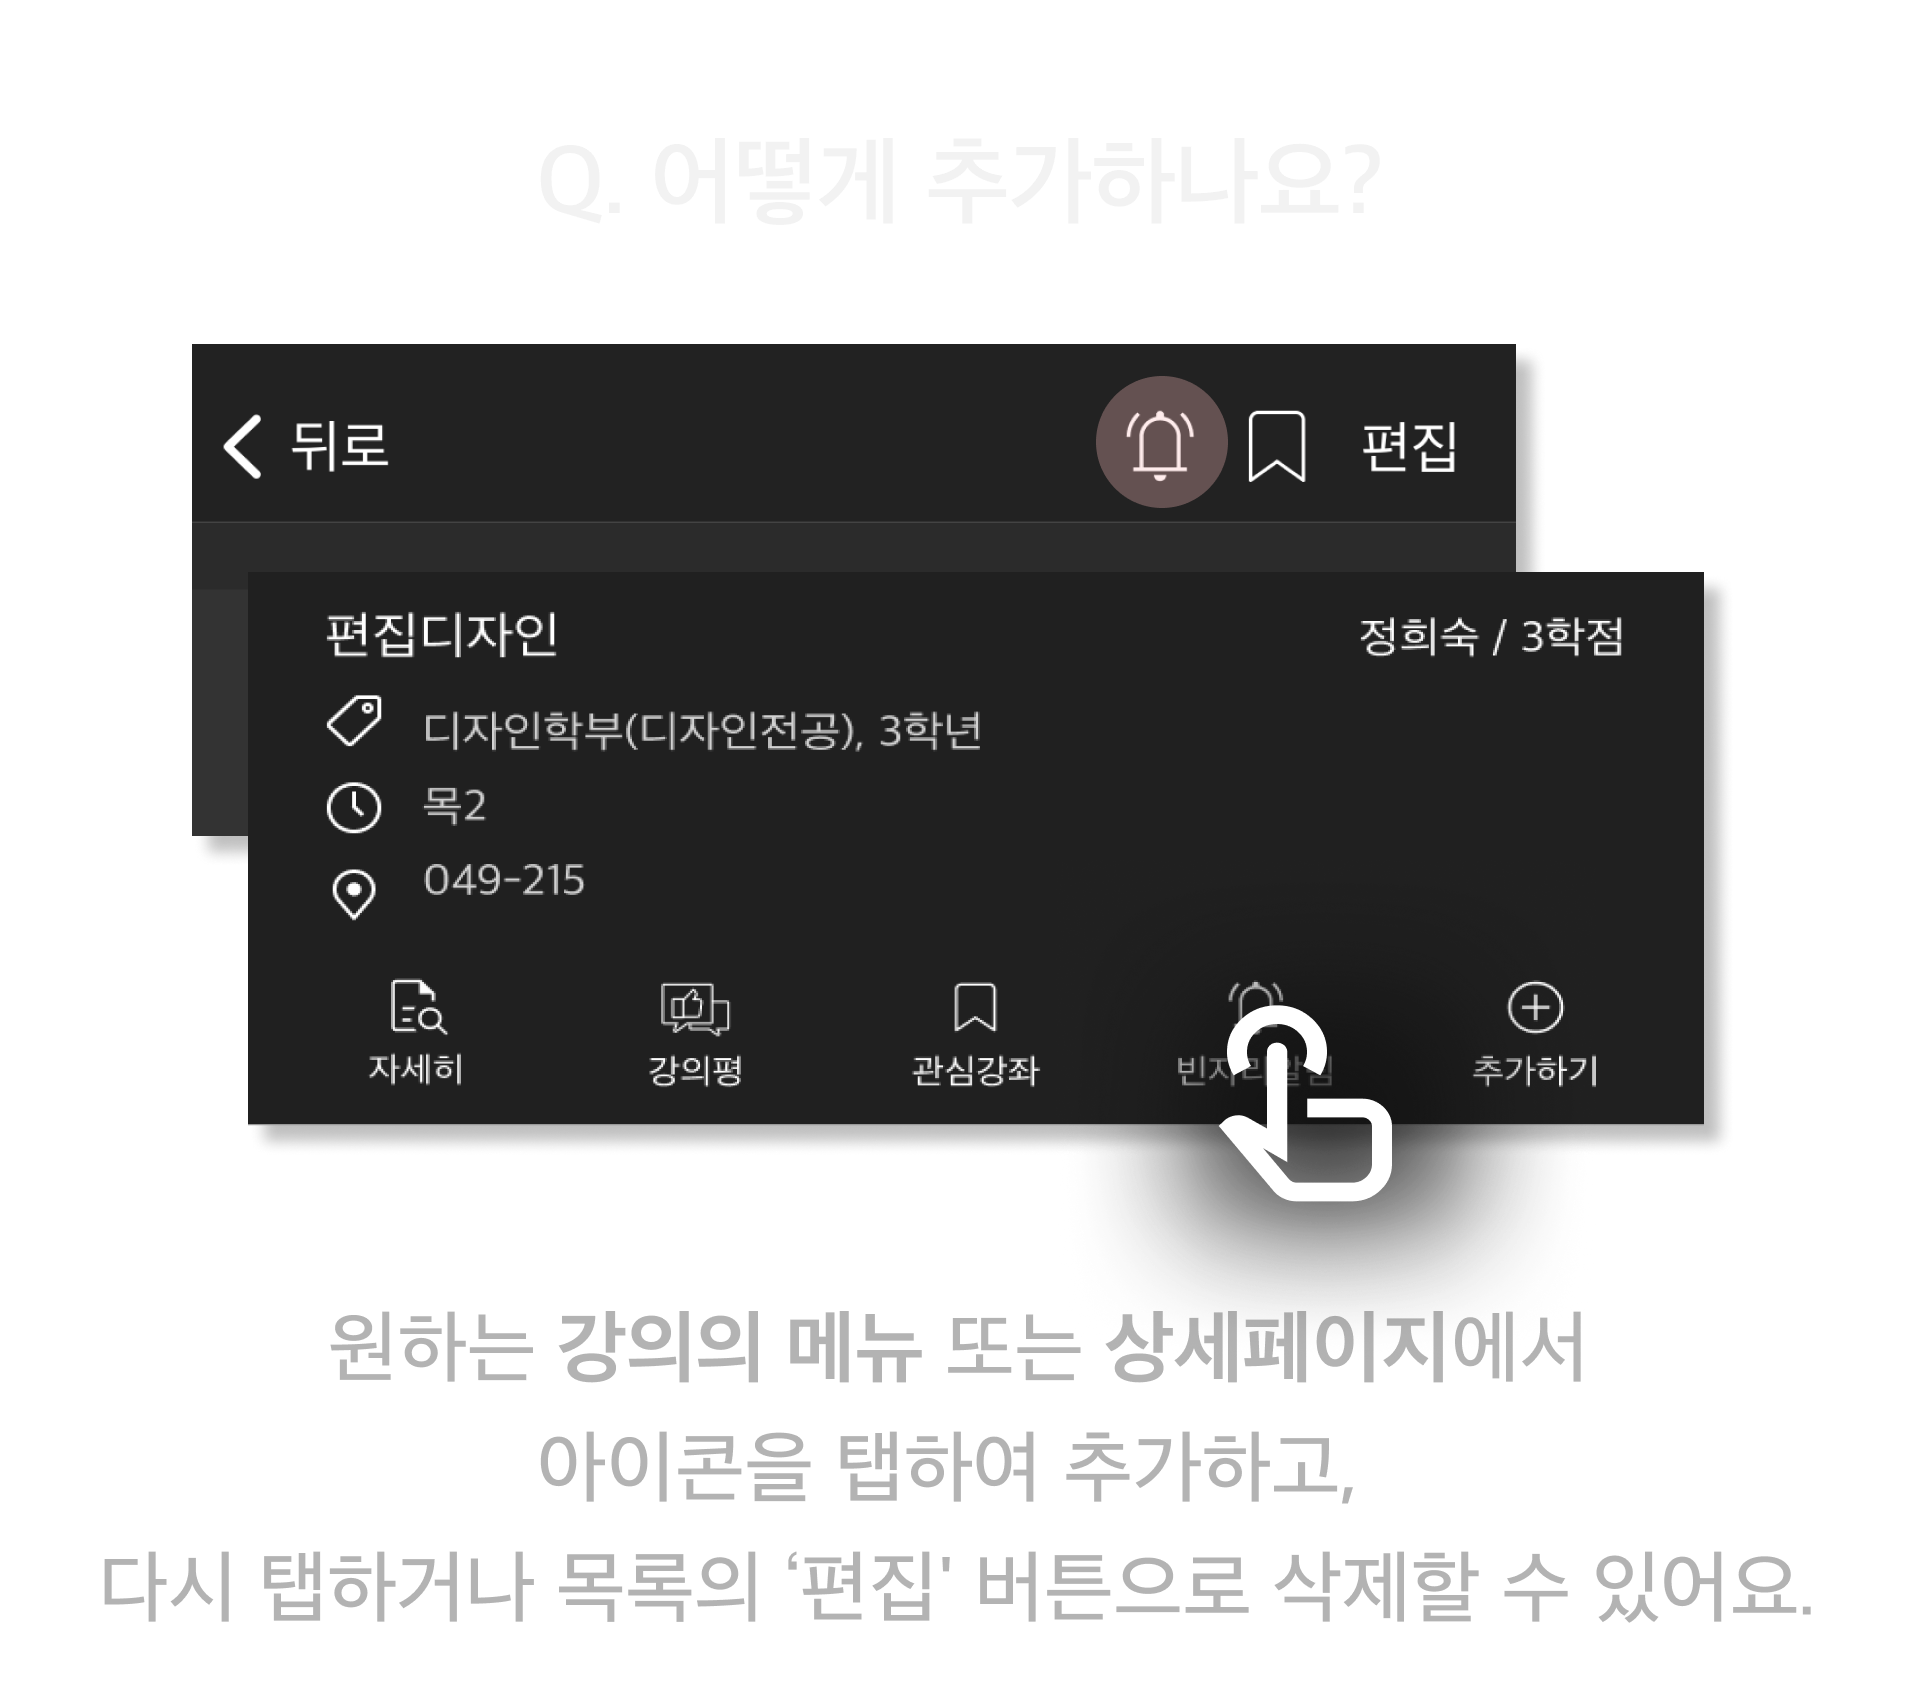 Q. 어떻게 추가하나요?
뒤로
편집
편집디자인
정희숙 / 3학점
디자인학부(디자인전공), 3학년
목2
049-215
자세히
강의평
관심강좌
빈자리알림
추가하기
원하는 강의의 메뉴 또는 상세페이지에서
아이콘을 탭하여 추가하고,
다시 탭하거나 목록의 ‘편집' 버튼으로 삭제할 수 있어요.